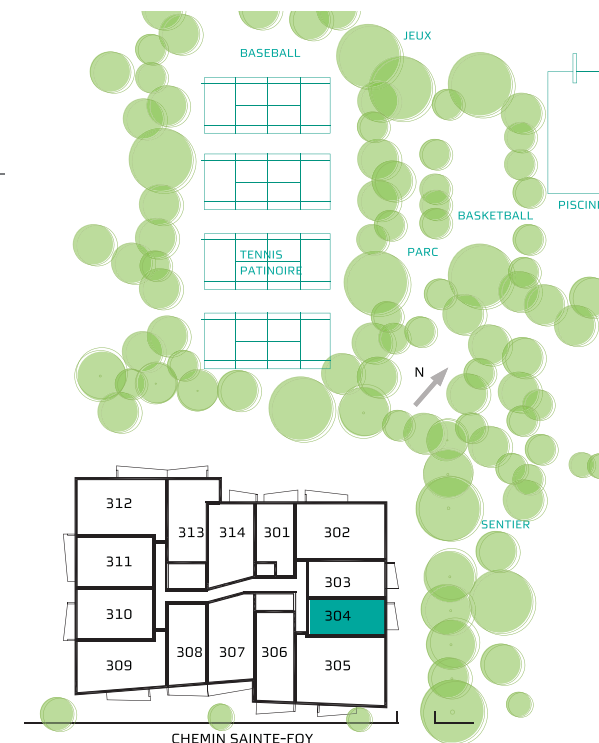 JEUX
BASEBALL
PISCINE
BASKETBALL
TENNIS
PATINOIRE
PARC
N
312
313
314
301
302
311
303
310
304
309
308
307
306
305
SENTIER
CHEMIN SAINTE-FOY